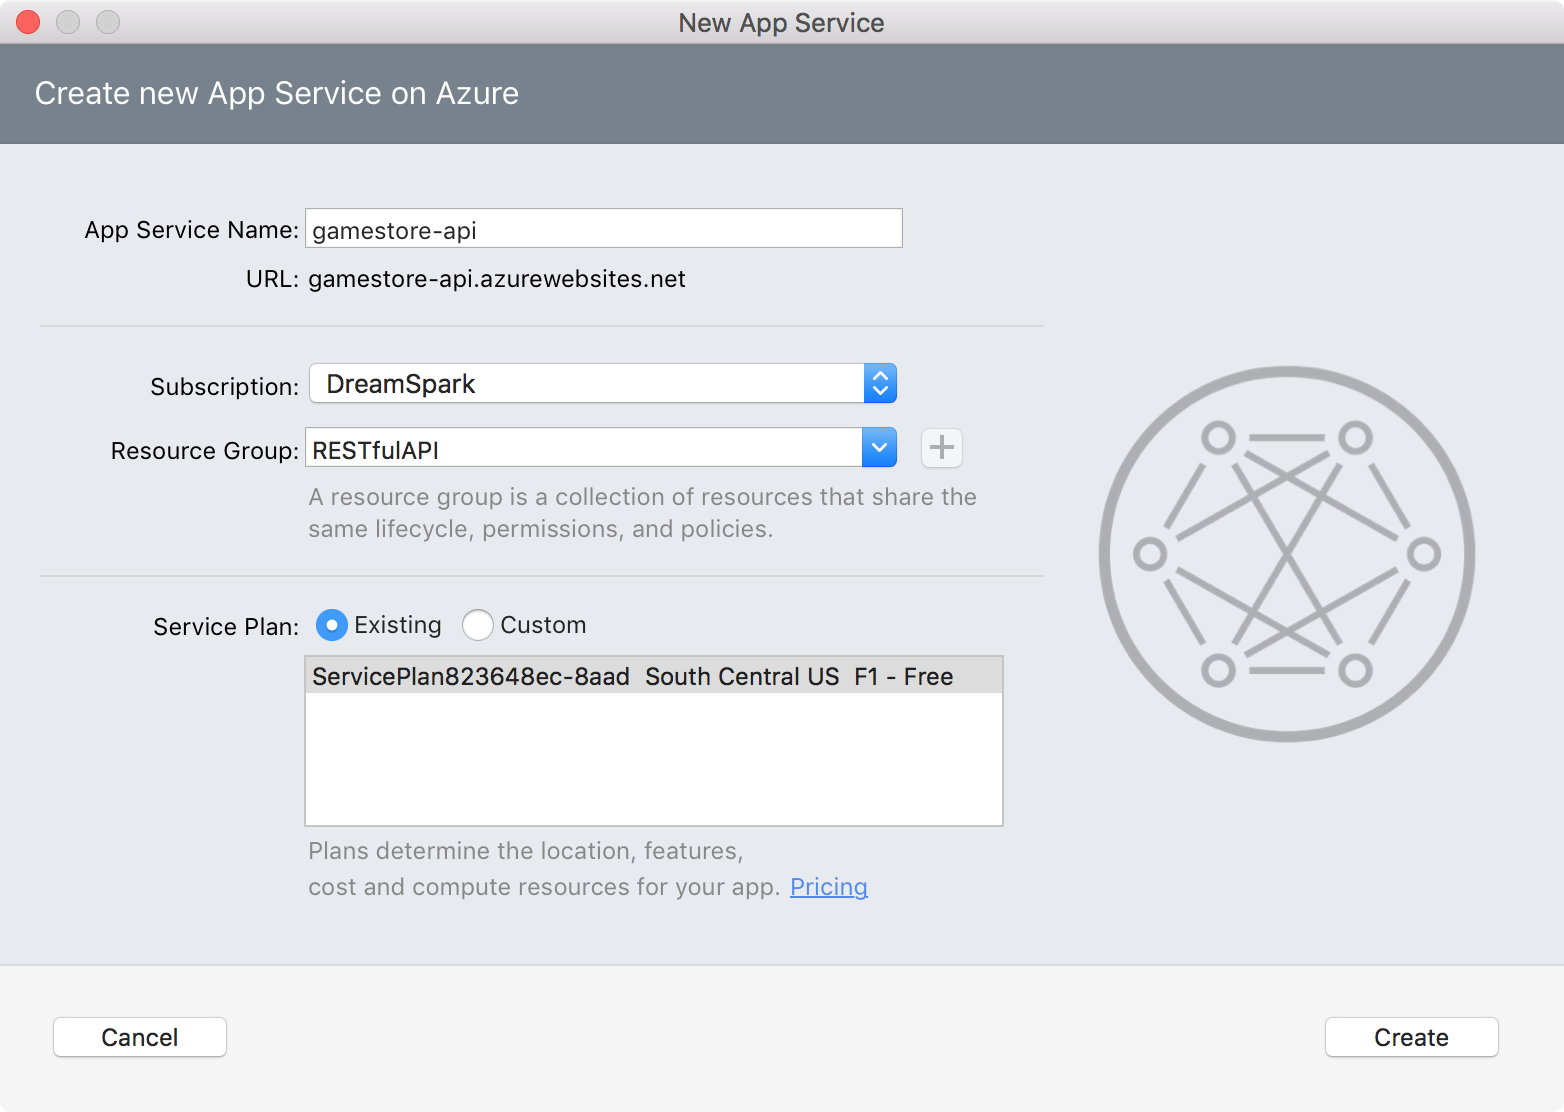 New App Service
Create new App Service on Azure
App Service Name: gamestore-api
URL: gamestore-api.azurewebsites.net
Subscription: DreamSpark
Resource Group: RESTfulAPI
A resource group is a collection of resources that share the
same lifecycle, permissions, and policies.
Service Plan: Existing Custom
ServicePlan823648ec-8aad South Central US F1 - Free
Plans determine the location, features,
cost and compute resources for your app. Pricing
Cancel Create